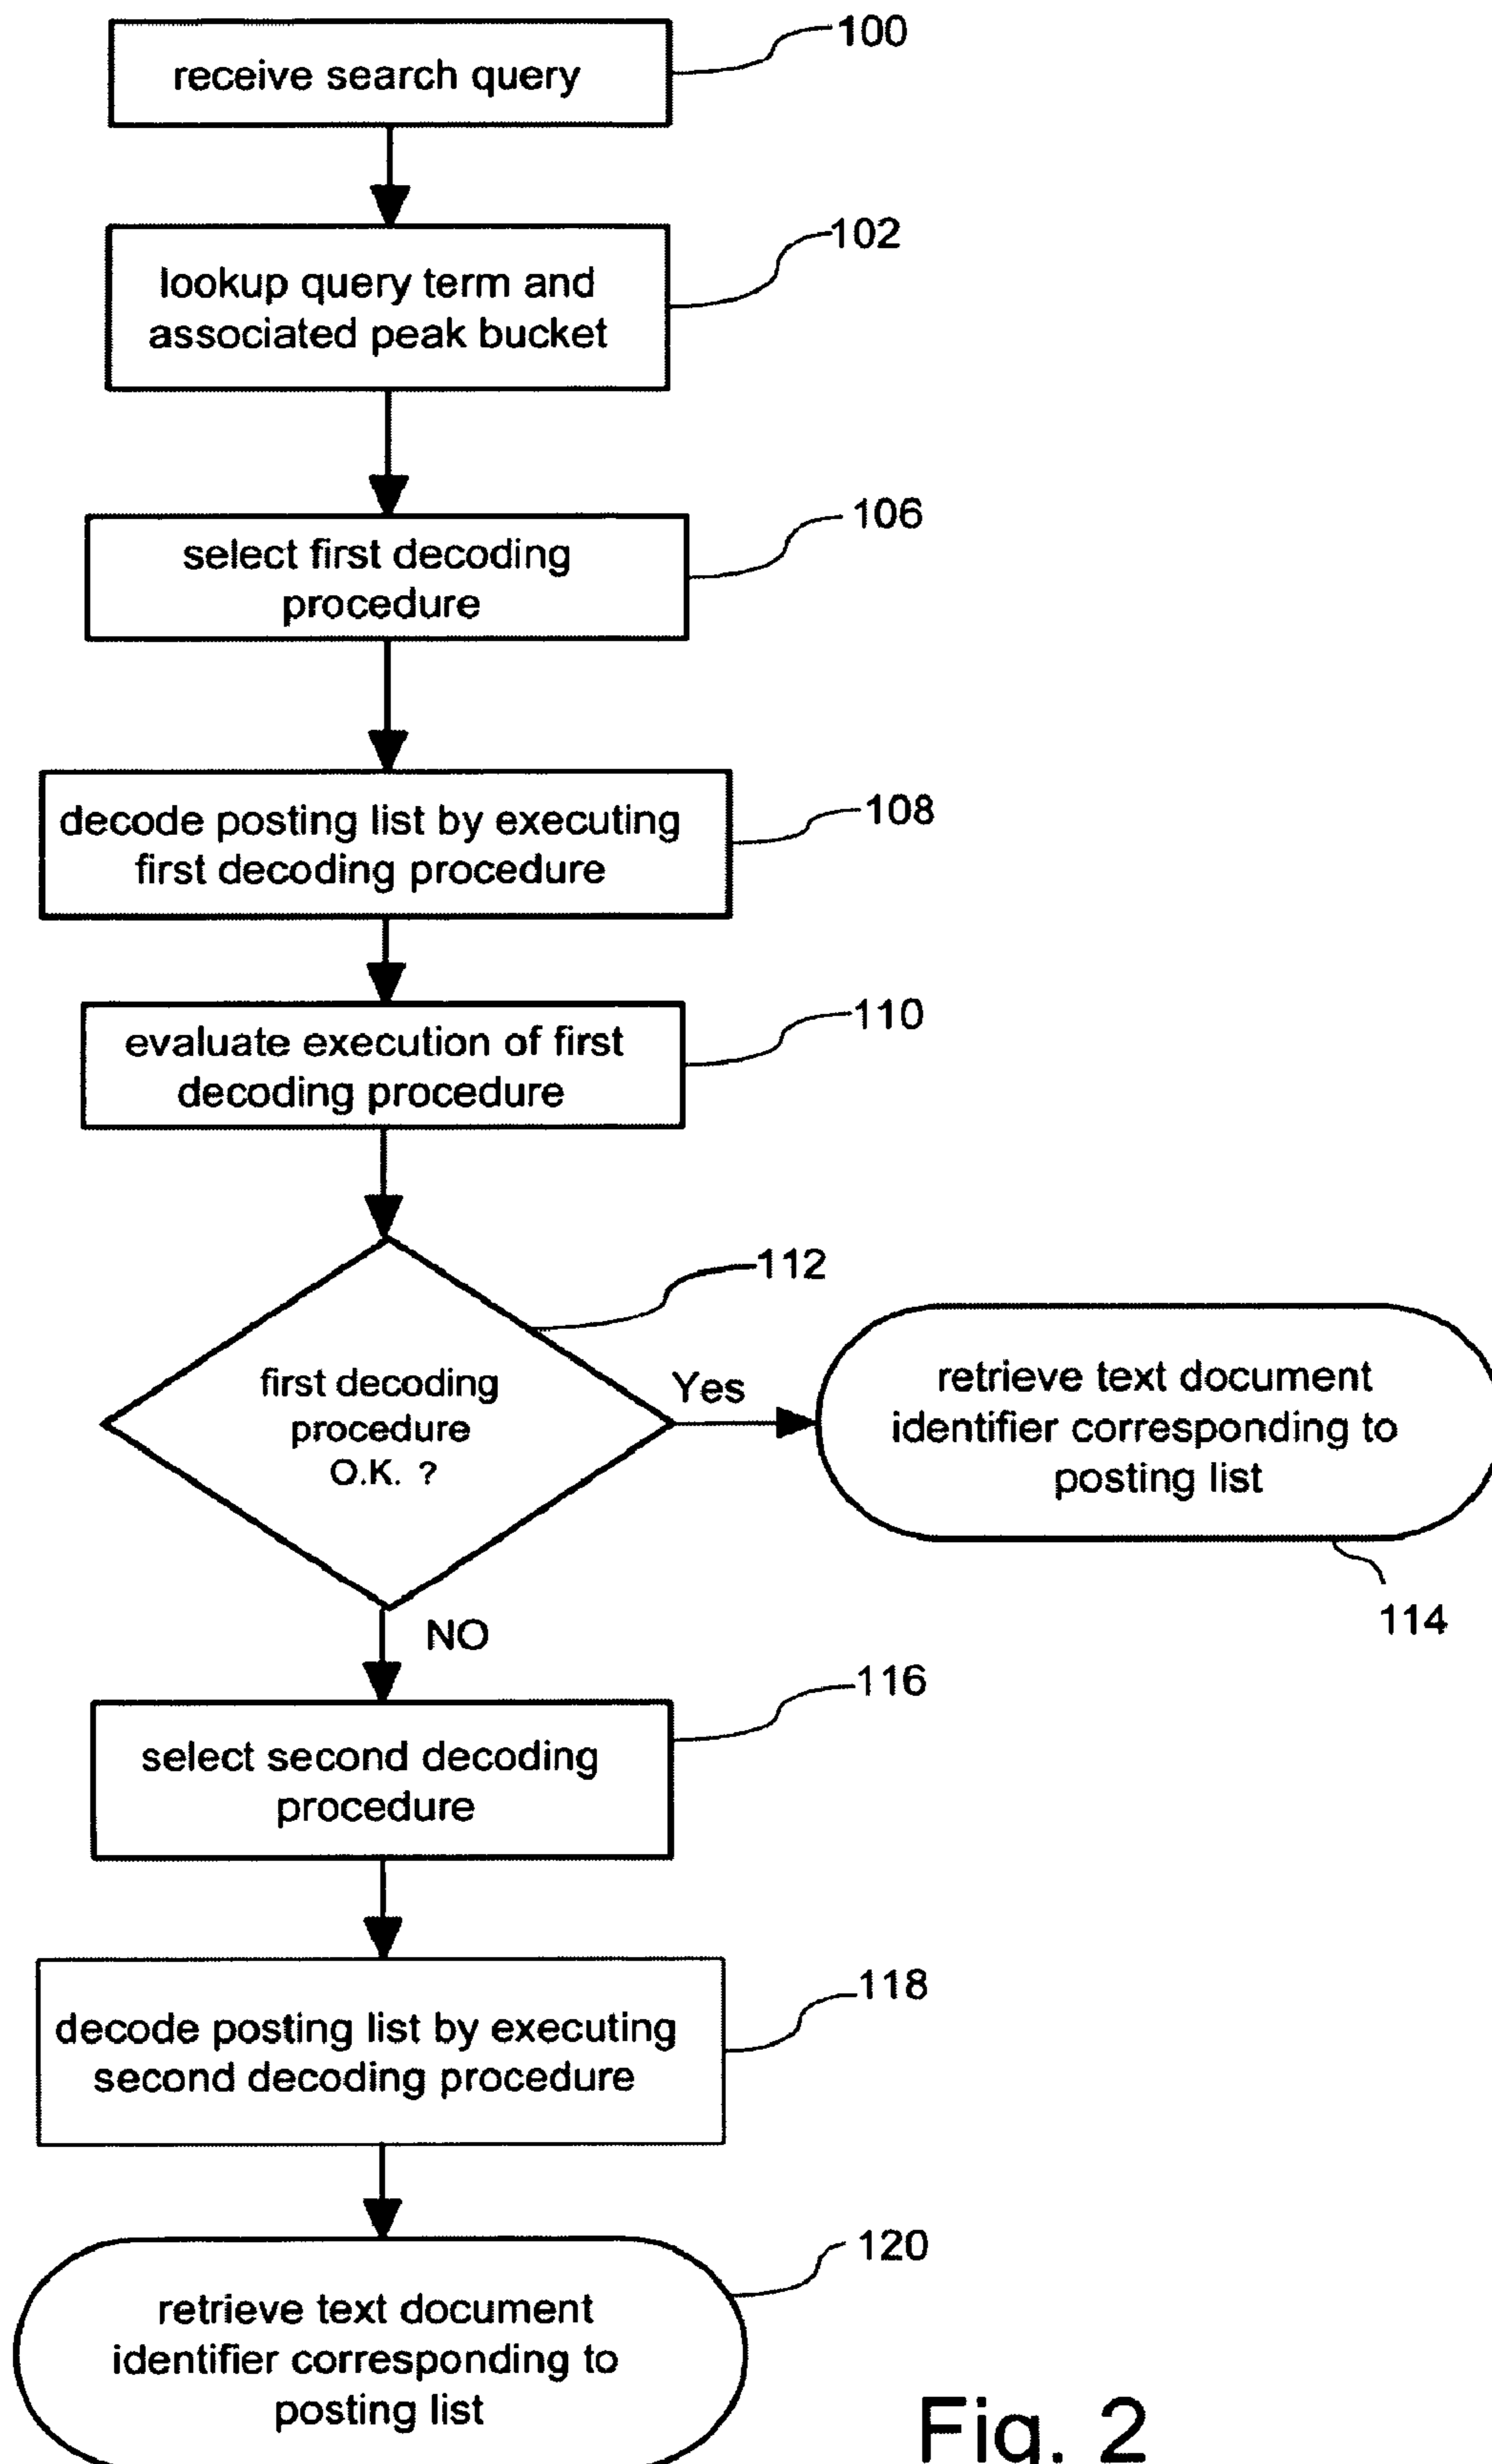 100
receive search query
102
lookup query term and
associated peak bucket
106
select first decoding
procedure
108
decode posting list by executing
first decoding procedure
110
evaluate execution of first
decoding procedure
112
first decoding
procedure
O.K. ?
Yes
retrieve text document
identifier corresponding to
posting list
114
NO
116
select second decoding
procedure
118
decode posting list by executing
second decoding procedure
120
retrieve text document
identifier corresponding to
posting list
Fig. 2